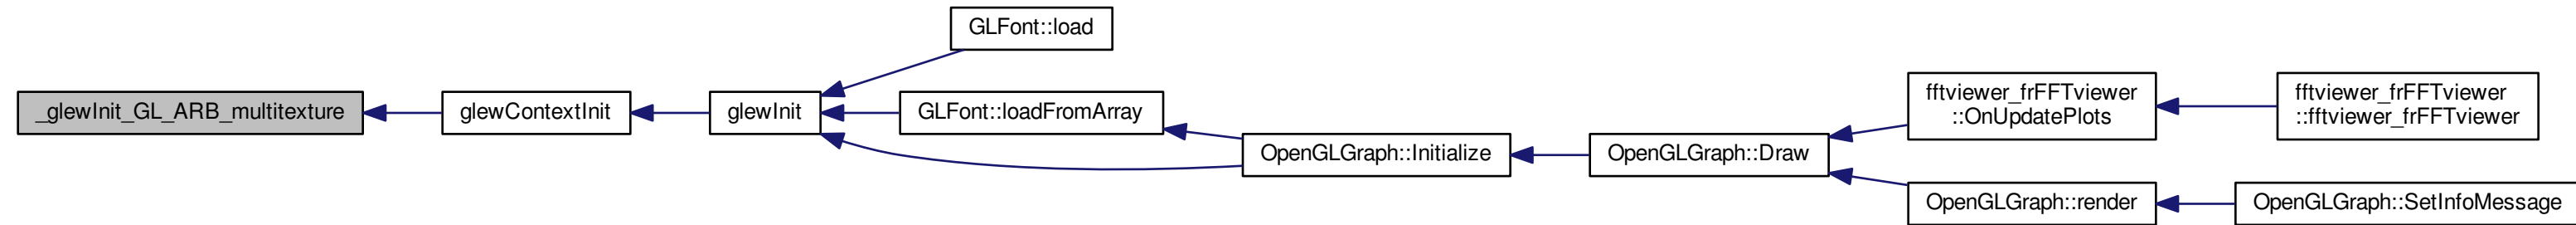 _glewInit_GL_ARB_multitexture
glewContextInit
glewInit
GLFont::load
GLFont::loadFromArray
OpenGLGraph::Initialize
OpenGLGraph::Draw
fftviewer_frFFTviewer
::OnUpdatePlots
fftviewer_frFFTviewer
::fftviewer_frFFTviewer
OpenGLGraph::render
OpenGLGraph::SetInfoMessage